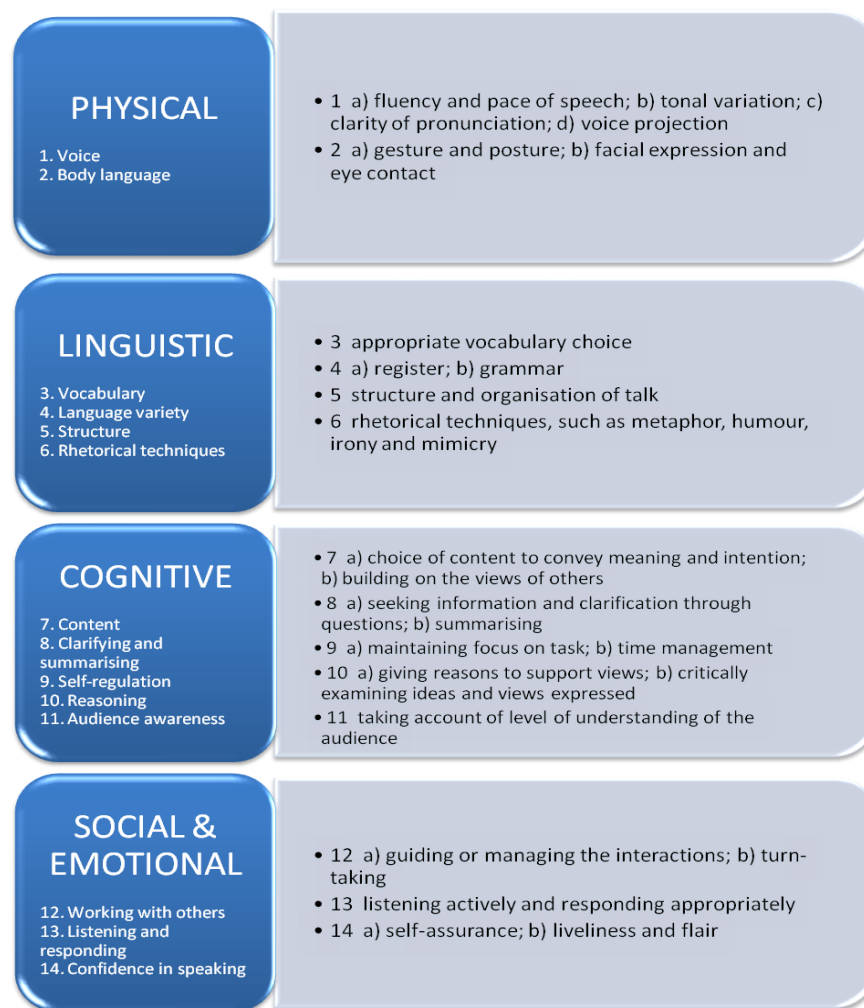 PHYSICAL
1. Voice
2. Body language
• 1 a) fluency and pace of speech; b) tonal variation; c)
clarity of pronunciation; d) voice projection
• 2 a) gesture and posture; b) facial expression and
eye contact
LINGUISTIC
3. Vocabulary
4. Language variety
5. Structure
6. Rhetorical techniques
• 3 appropriate vocabulary choice
• 4 a) register; b) grammar
• 5 structure and organisation of talk
• 6 rhetorical techniques, such as metaphor, humour,
irony and mimicry
COGNITIVE
7. Content
8. Clarifying and
summarising
9. Self-regulation
10. Reasoning
11. Audience awareness
• 7 a) choice of content to convey meaning and intention;
b) building on the views of others
• 8 a) seeking information and clarification through
questions; b) summarising
• 9 a) maintaining focus on task; b) time management
• 10 a) giving reasons to support views; b) critically
examining ideas and views expressed
• 11 taking account of level of understanding of the
audience
SOCIAL &
EMOTIONAL
12. Working with others
13. Listening and
responding
14. Confidence in speaking
• 12 a) guiding or managing the interactions; b) turn-
taking
• 13 listening actively and responding appropriately
• 14 a) self-assurance; b) liveliness and flair